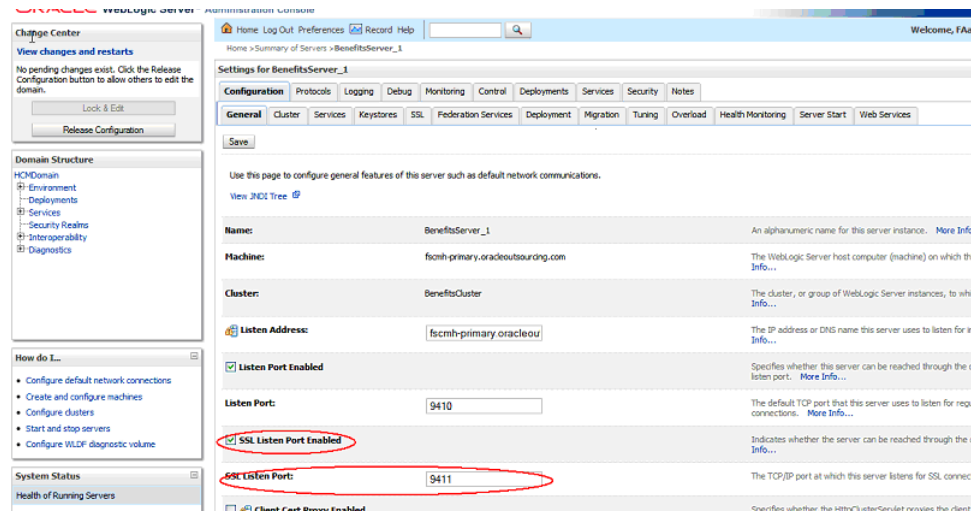 WebLogic Server Administration Console
Change Center
View changes and restarts
No pending changes exist. Click the Release
Configuration button to allow others to edit the
domain.
Lock & Edit
Release Configuration
Domain Structure
HCMDomain
Environment
Deployments
Services
Security Realms
Interoperability
Diagnostics
How do I...
Configure default network connections
Create and configure machines
Configure clusters
Start and stop servers
Configure WLDF diagnostic volume
System Status
Health of Running Servers
Home Log Out Preferences Record Help
Welcome, FAa
Home >Summary of Servers >BenefitsServer_1
Settings for BenefitsServer_1
Configuration Protocols Logging Debug Monitoring Control Deployments Services Security Notes
General Cluster Services Keystores SSL Federation Services Deployment Migration Tuning Overload Health Monitoring Server Start Web Services
Save
Use this page to configure general features of this server such as default network communications.
View JNDI Tree
Name: BenefitsServer_1 An alphanumeric name for this server instance. More Info
Machine: fscmh-primary.oracleoutsourcing.com The WebLogic Server host computer (machine) on which th
Info...
Cluster: BenefitsCluster The cluster, or group of WebLogic Server instances, to whi
Info...
Listen Address: fscmh-primary.oracleou The IP address or DNS name this server uses to listen for i
Info...
Listen Port Enabled Specifies whether this server can be reached through the
listen port. More Info...
Listen Port: 9410 The default TCP port that this server uses to listen for regu
connections. More Info...
SSL Listen Port Enabled Indicates whether the server can be reached through the
Info...
SSL Listen Port: 9411 The TCP/IP port at which this server listens for SSL connec
Client Cert Proxy Enabled Specifies whether the HttpClusterServlet proxies the client